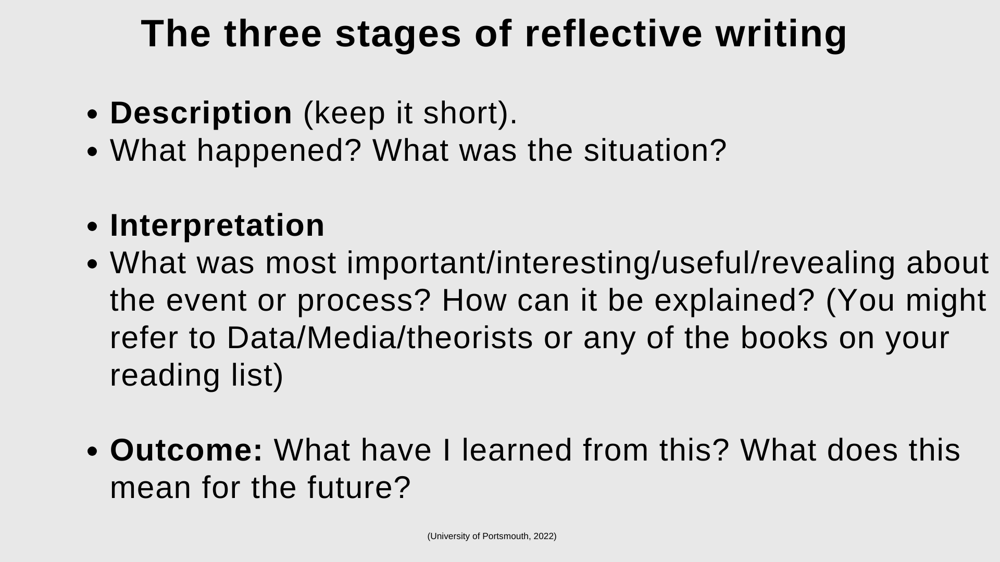 The three stages of reflective writing
• Description (keep it short).
• What happened? What was the situation?
• Interpretation
• What was most important/interesting/useful/revealing about
the event or process? How can it be explained? (You might
refer to Data/Media/theorists or any of the books on your
reading list)
• Outcome: What have I learned from this? What does this
mean for the future?
(University of Portsmouth, 2022)